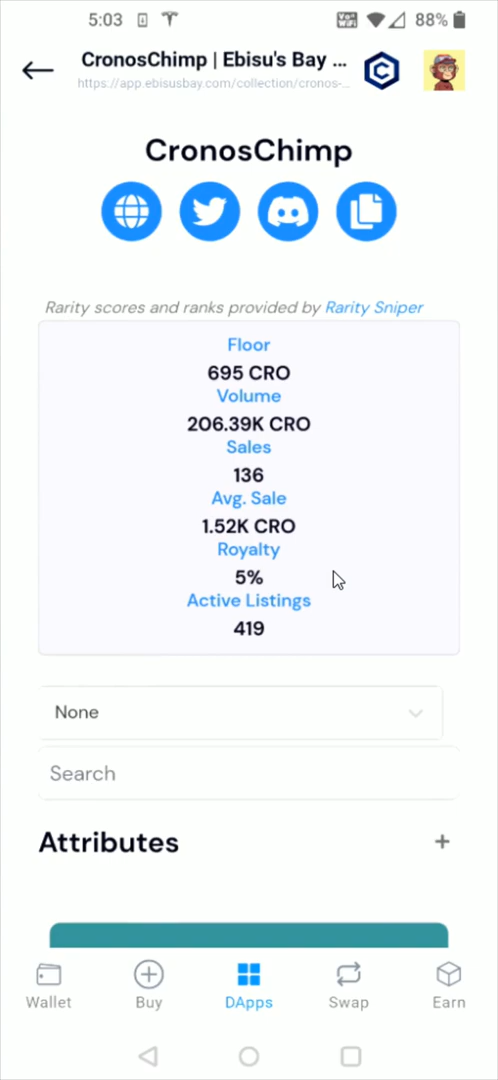 5:03
88%
CronosChimp | Ebisu's Bay ...
https://app.ebisusbay.com/collection/cronos-...
CronosChimp
Rarity scores and ranks provided by Rarity Sniper
Floor
695 CRO
Volume
206.39K CRO
Sales
136
Avg. Sale
1.52K CRO
Royalty
5%
Active Listings
419
None
Search
Attributes +
Wallet Buy DApps Swap Earn